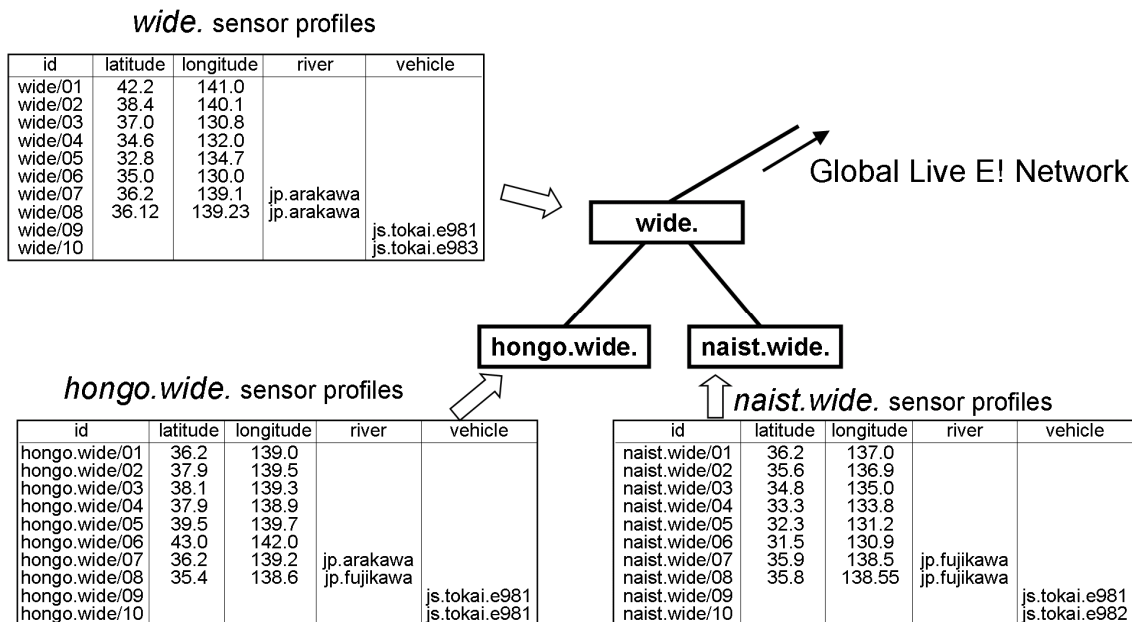 wide. sensor profiles
id latitude longitude river vehicle
wide/01 42.2 141.0
wide/02 38.4 140.1
wide/03 37.0 130.8
wide/04 34.6 132.0
wide/05 32.8 134.7
wide/06 35.0 130.0
wide/07 36.2 139.1 jp.arakawa
wide/08 36.12 139.23 jp.arakawa
wide/09 js.tokai.e981
wide/10 js.tokai.e983
Global Live E! Network
wide.
hongo.wide.
naist.wide.
hongo.wide. sensor profiles
id latitude longitude river vehicle
hongo.wide/01 36.2 139.0
hongo.wide/02 37.9 139.5
hongo.wide/03 38.1 139.3
hongo.wide/04 37.9 138.9
hongo.wide/05 39.5 139.7
hongo.wide/06 43.0 142.0
hongo.wide/07 36.2 139.2 jp.arakawa
hongo.wide/08 35.4 138.6 jp.fujikawa
hongo.wide/09 js.tokai.e981
hongo.wide/10 js.tokai.e981
naist.wide. sensor profiles
id latitude longitude river vehicle
naist.wide/01 36.2 137.0
naist.wide/02 35.6 136.9
naist.wide/03 34.8 135.0
naist.wide/04 33.3 133.8
naist.wide/05 32.3 131.2
naist.wide/06 31.5 130.9
naist.wide/07 35.9 138.5 jp.fujikawa
naist.wide/08 35.8 138.55 jp.fujikawa
naist.wide/09 js.tokai.e981
naist.wide/10 js.tokai.e982